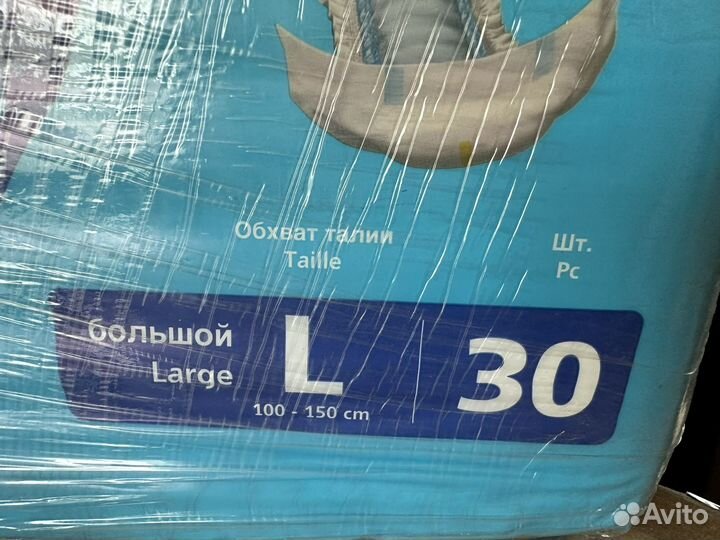 Обхват талии
Taille
Шт.
Pc
большой
Large
L
100 - 150 cm
30
Avito